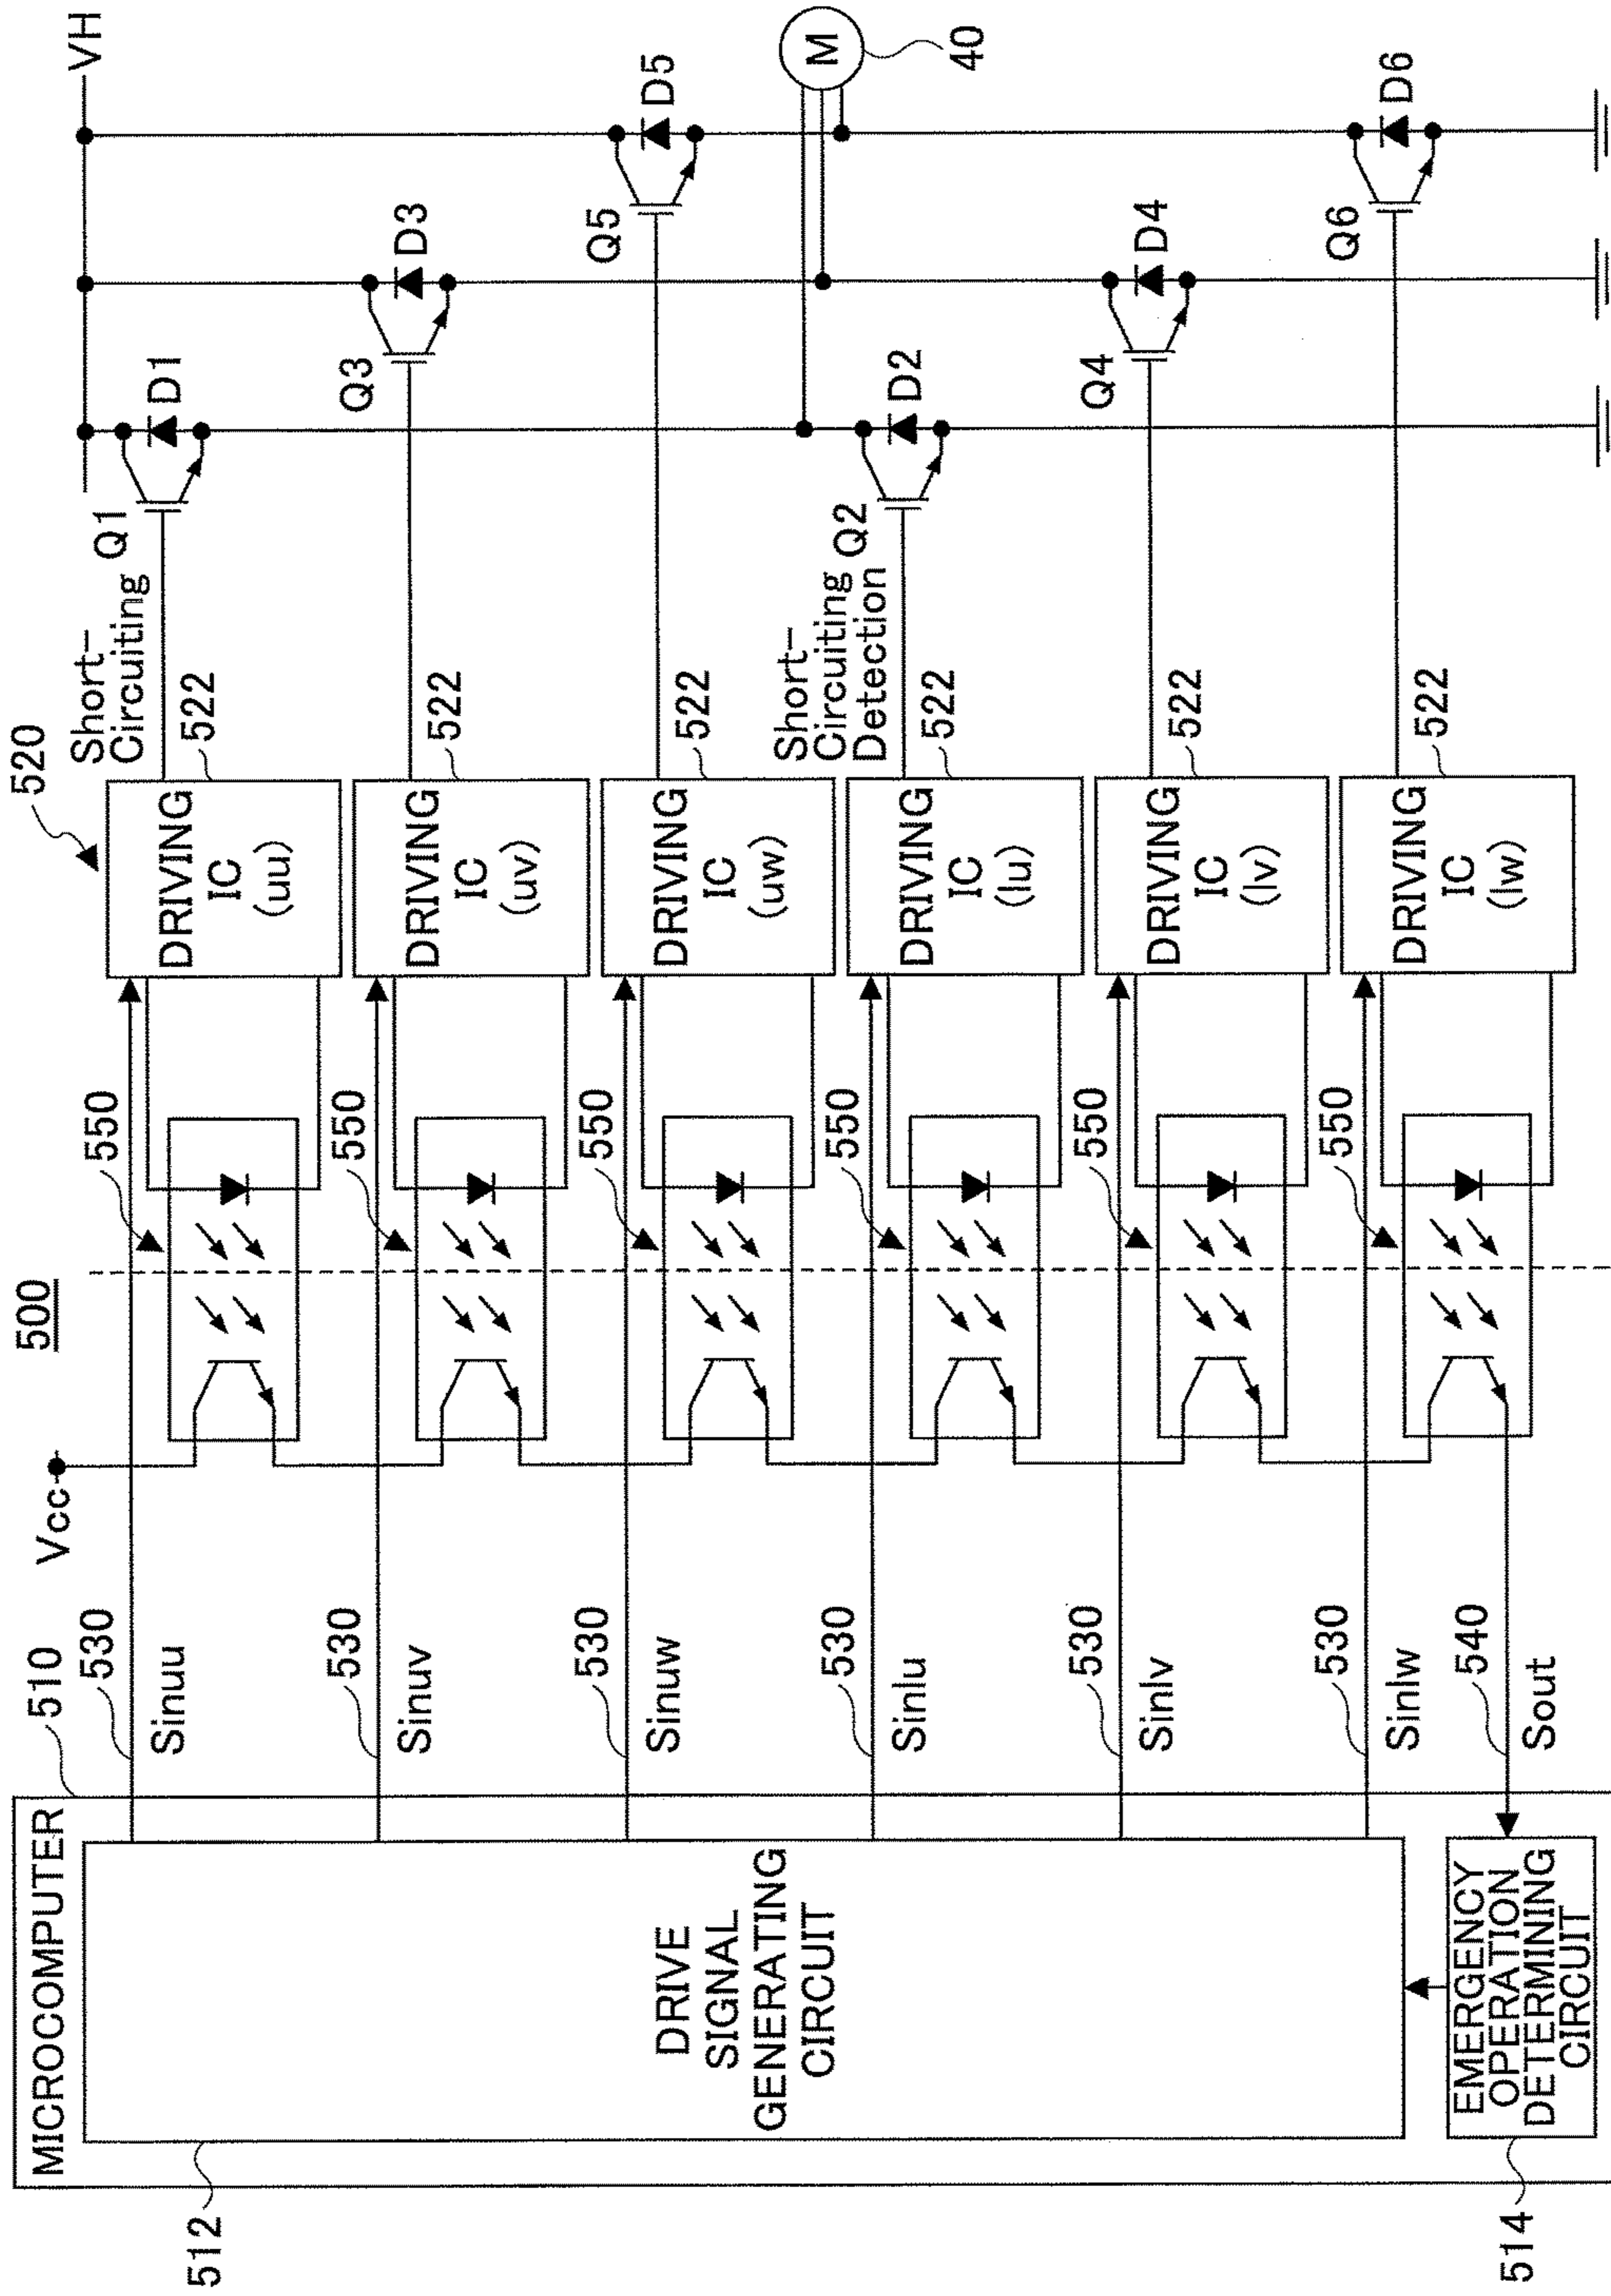 500
MICROCOMPUTER
510
512
DRIVE
SIGNAL
GENERATING
CIRCUIT
514
EMERGENCY
OPERATION
DETERMINING
CIRCUIT
Vcc
530
Sinuu
530
Sinuv
530
Sinuw
530
Sinlu
530
Sinlv
530
Sinlw
540
Sout
550
550
550
550
550
550
520
DRIVING
IC
(uu)
522
DRIVING
IC
(uv)
522
DRIVING
IC
(uw)
522
DRIVING
IC
(lu)
522
DRIVING
IC
(lv)
522
DRIVING
IC
(lw)
522
Short-
Circuiting
Q1
D1
Q3
D3
Q5
D5
Short-
Circuiting
Detection
Q2
D2
Q4
D4
Q6
D6
VH
M
40